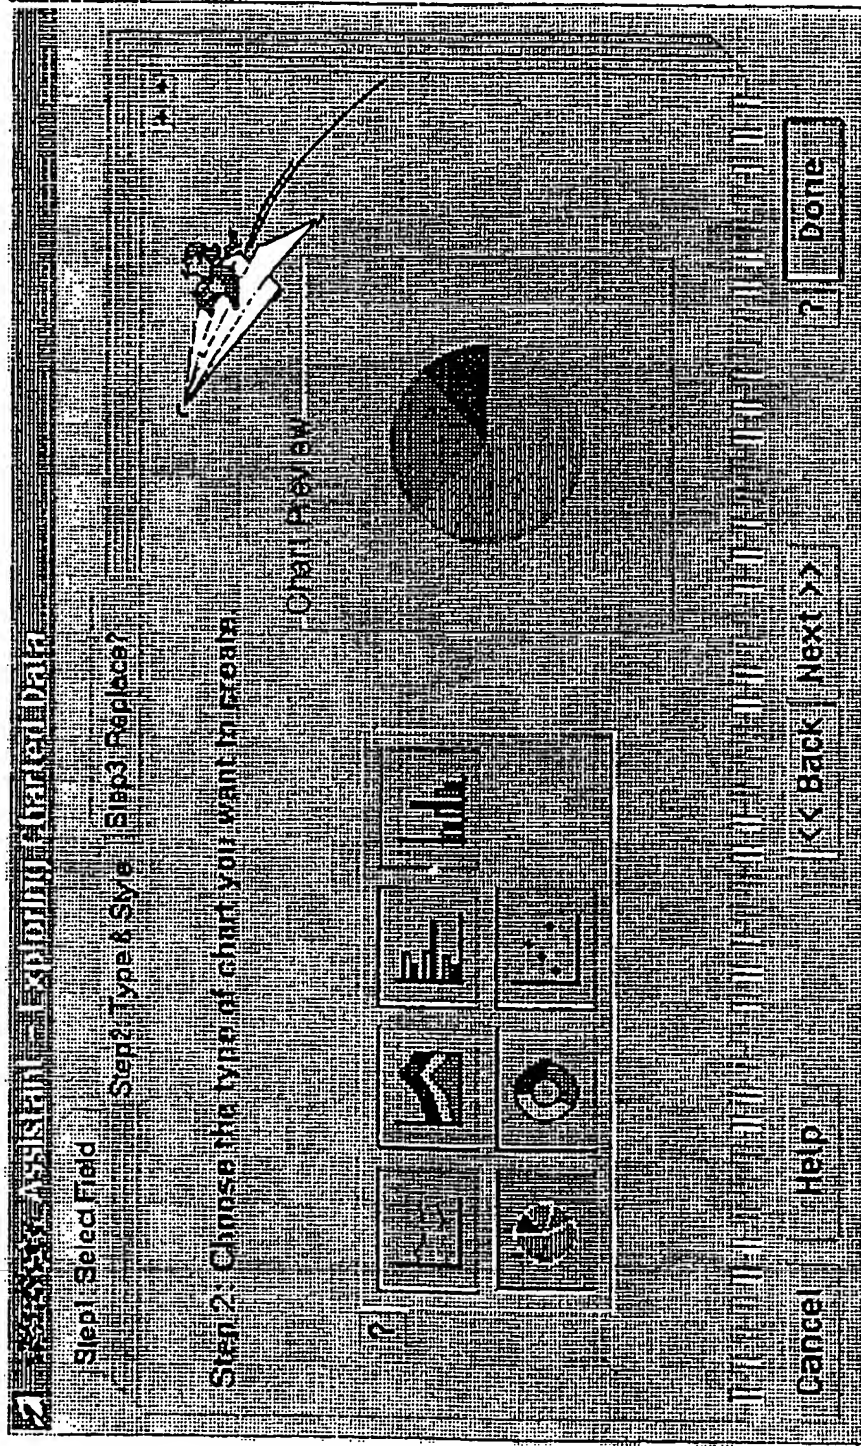 Assistant - Exploring Charted Data
Step1: Select Field
Step2: Type & Style
Step3 Replace?
Step 2: Choose the type of chart you want to create.
?
Chart Preview
Cancel
Help
<< Back
Next >>
?
Done